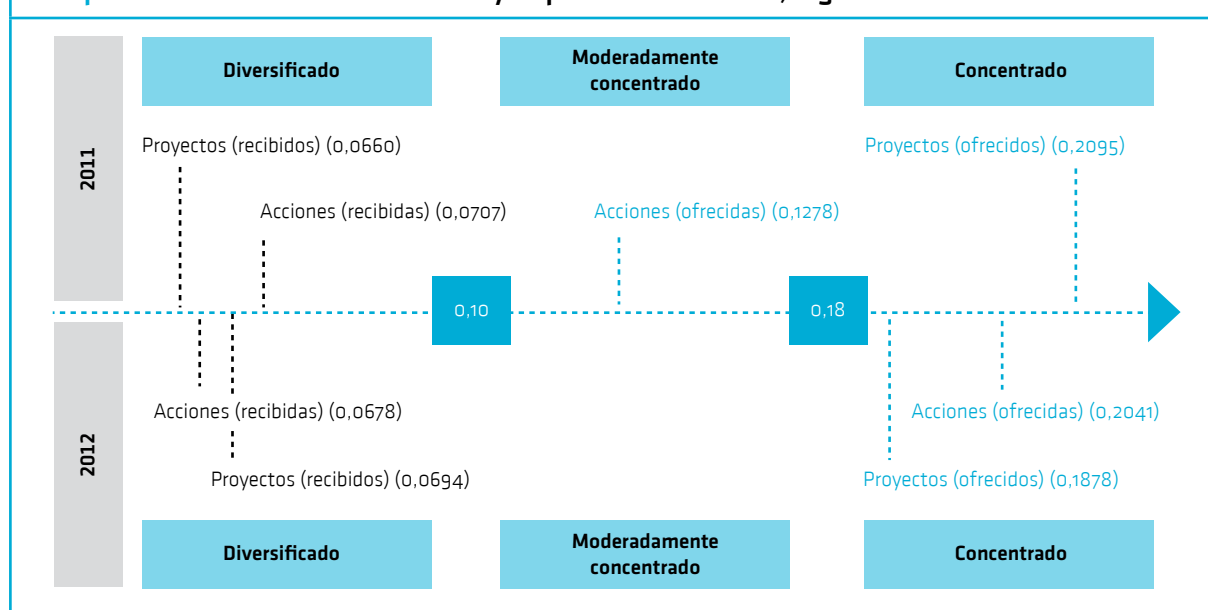 Diversificado
Moderadamente
concentrado
Concentrado
2011
Proyectos (recibidos) (0,0660)
Proyectos (ofrecidos) (0,2095)
Acciones (recibidas) (0,0707)
Acciones (ofrecidas) (0,1278)
0,10
0,18
2012
Acciones (recibidas) (0,0678)
Acciones (ofrecidas) (0,2041)
Proyectos (recibidos) (0,0694)
Proyectos (ofrecidos) (0,1878)
Diversificado
Moderadamente
concentrado
Concentrado